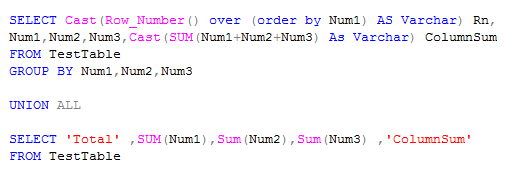 SELECT Cast(Row_Number() over (order by Num1) AS Varchar) Rn,
Num1,Num2,Num3,Cast(SUM(Num1+Num2+Num3) As Varchar) ColumnSum
FROM TestTable
GROUP BY Num1,Num2,Num3
UNION ALL
SELECT 'Total' ,SUM(Num1),Sum(Num2),Sum(Num3) ,'ColumnSum'
FROM TestTable